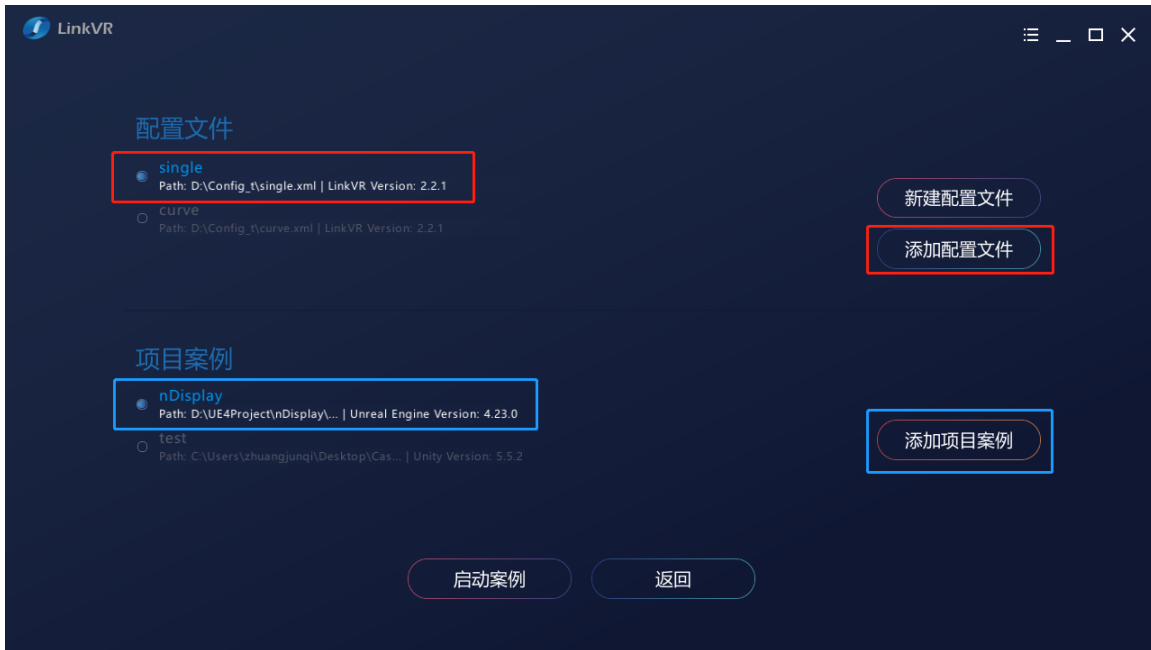 LinkVR
配置文件
single
Path: D:\Config_t\single.xml | LinkVR Version: 2.2.1
curve
Path: D:\Config_t\curve.xml | LinkVR Version: 2.2.1
新建配置文件
添加配置文件
项目案例
nDisplay
Path: D:\UE4Project\nDisplay\... | Unreal Engine Version: 4.23.0
test
Path: C:\Users\zhuangjunqi\Desktop\Cas... | Unity Version: 5.5.2
添加项目案例
启动案例
返回